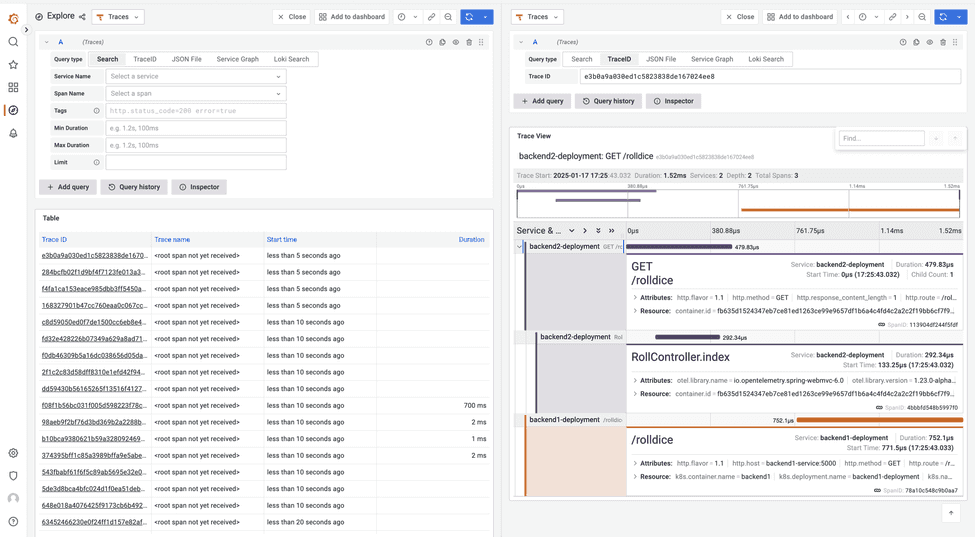 Explore
Traces
Close
Add to dashboard
A
(Traces)
Query type
Search
TraceID
JSON File
Service Graph
Loki Search
Service Name
Select a service
Span Name
Select a span
Tags
http.status_code=200 error=true
Min Duration
e.g. 1.2s, 100ms
Max Duration
e.g. 1.2s, 100ms
Limit
Add query
Query history
Inspector
Table
Trace ID Trace name Start time Duration
<root span not yet received> less than 5 seconds ago
<root span not yet received> less than 5 seconds ago
<root span not yet received> less than 5 seconds ago
<root span not yet received> less than 5 seconds ago
<root span not yet received> less than 10 seconds ago
<root span not yet received> less than 10 seconds ago
<root span not yet received> less than 10 seconds ago
<root span not yet received> less than 10 seconds ago
<root span not yet received> less than 10 seconds ago
<root span not yet received> less than 10 seconds ago 700 ms
<root span not yet received> less than 10 seconds ago 2 ms
<root span not yet received> less than 10 seconds ago 1 ms
<root span not yet received> less than 10 seconds ago 2 ms
<root span not yet received> less than 10 seconds ago
<root span not yet received> less than 10 seconds ago
<root span not yet received> less than 10 seconds ago
<root span not yet received> less than 20 seconds ago
Traces
Close
Add to dashboard
A
(Traces)
Query type
Search
TraceID
JSON File
Service Graph
Loki Search
Trace ID
e3b0a9a030ed1c5823838de167024ee8
Add query
Query history
Inspector
Trace View
Find...
backend2-deployment: GET /rolldice e3b0a9a030ed1c5823838de167024ee8
Trace Start: 2025-01-17 17:25:43.032 Duration: 1.52ms Services: 2 Depth: 2 Total Spans: 3
0μs 380.88μs 761.75μs 1.14ms 1.52ms
Service & ...
0μs 380.88μs 761.75μs 1.14ms 1.52ms
backend2-deployment GET /rc
479.83μs
GET
/rolldice
Service: backend2-deployment Duration: 479.83μs
Start Time: 0μs (17:25:43.032) Child Count: 1
Attributes: http.flavor = 1.1 http.method = GET http.response_content_length = 1 http.route = /rol...
Resource: container.id =
SpanID: 113904df244f5fdf
backend2-deployment Rol
292.34μs
RollController.index
Service: backend2-deployment Duration: 292.34μs
Start Time: 133.25μs (17:25:43.032)
Attributes: otel.library.name = io.opentelemetry.spring-webmvc-6.0 otel.library.version = 1.23.0-alpha...
Resource: container.id =
SpanID: 4bbbfd548b5997f0
backend1-deployment /rolldic
752.1μs
/rolldice
Service: backend1-deployment Duration: 752.1μs
Start Time: 771.5μs (17:25:43.033)
Attributes: http.flavor = 1.1 http.host = backend1-service:5000 http.method = GET http.route = /r...
Resource: k8s.container.name = backend1 k8s.deployment.name = backend1-deployment k8s.na...
SpanID: 78a10c548c9b0aa7